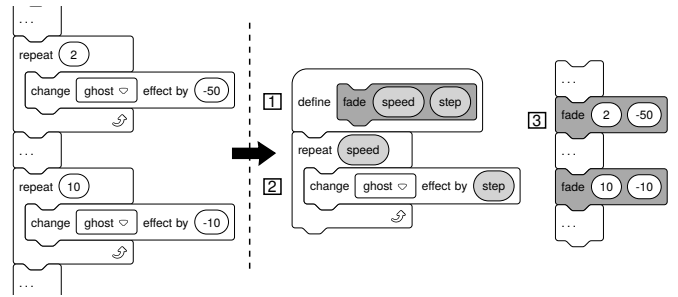 ...
repeat 2
change ghost effect by -50
...
repeat 10
change ghost effect by -10
...
1
define fade speed step
repeat speed
2
change ghost effect by step
...
3
fade 2 -50
...
fade 10 -10
...